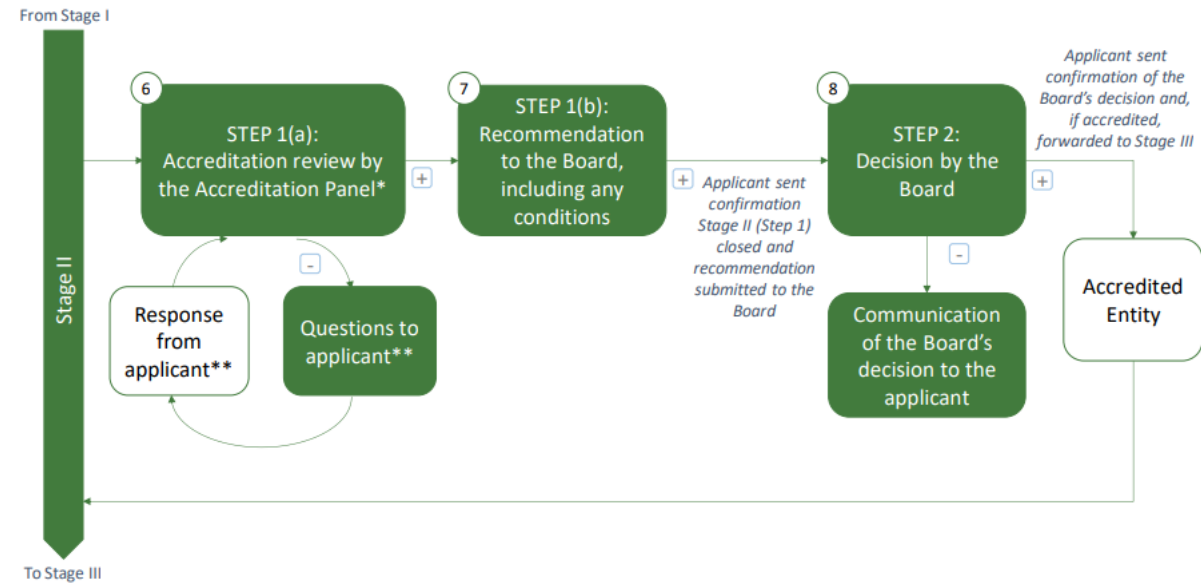 From Stage I
Stage II
6
STEP 1(a):
Accreditation review by
the Accreditation Panel*
+
7
STEP 1(b):
Recommendation
to the Board,
including any
conditions
+
Applicant sent
confirmation
Stage II (Step 1)
closed and
recommendation
submitted to the
Board
8
STEP 2:
Decision by the
Board
+
Applicant sent
confirmation of the
Board's decision and,
if accredited,
forwarded to Stage III
-
Response
from
applicant**
Questions to
applicant**
-
Communication
of the Board's
decision to the
applicant
Accredited
Entity
To Stage III